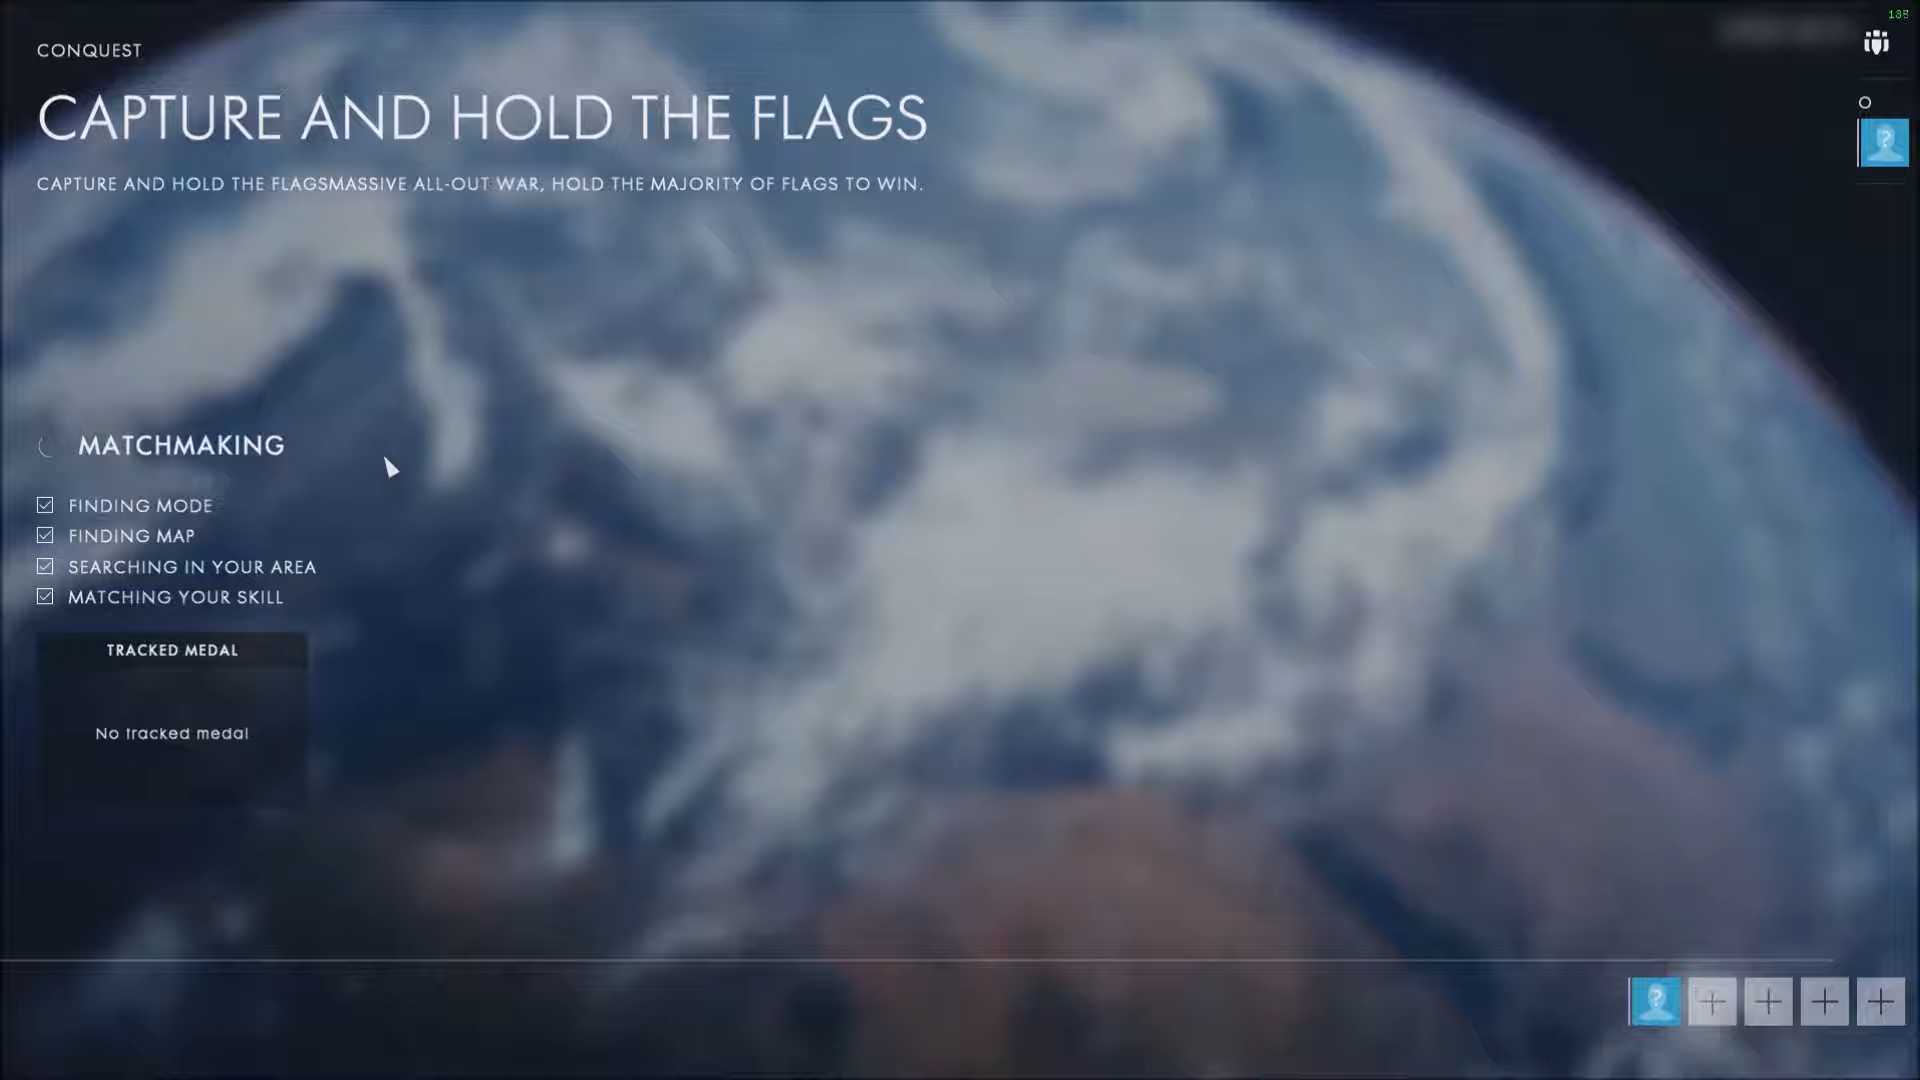 138
CONQUEST
CAPTURE AND HOLD THE FLAGS
CAPTURE AND HOLD THE FLAGSMASSIVE ALL-OUT WAR, HOLD THE MAJORITY OF FLAGS TO WIN.
MATCHMAKING
FINDING MODE
FINDING MAP
SEARCHING IN YOUR AREA
MATCHING YOUR SKILL
TRACKED MEDAL
No tracked medal